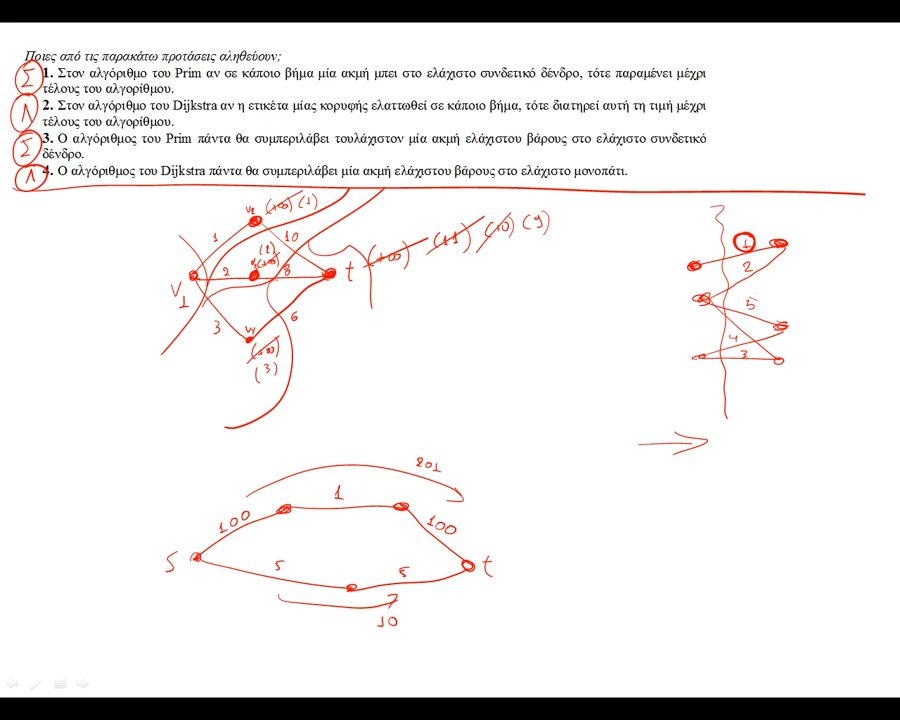 Ποιες από τις παρακάτω προτάσεις αληθεύουν;
Σ 1. Στον αλγόριθμο του Prim αν σε κάποιο βήμα μία ακμή μπει στο ελάχιστο συνδετικό δένδρο, τότε παραμένει μέχρι
τέλους του αλγορίθμου.
Λ 2. Στον αλγόριθμο του Dijkstra αν η ετικέτα μίας κορυφής ελαττωθεί σε κάποιο βήμα, τότε διατηρεί αυτή τη τιμή μέχρι
τέλους του αλγορίθμου.
Σ 3. Ο αλγόριθμος του Prim πάντα θα συμπεριλάβει τουλάχιστον μία ακμή ελάχιστου βάρους στο ελάχιστο συνδετικό
δένδρο.
Λ 4. Ο αλγόριθμος του Dijkstra πάντα θα συμπεριλάβει μία ακμή ελάχιστου βάρους στο ελάχιστο μονοπάτι.
v2 (+∞) (1)
1 10
(+∞) (11) (10) (9)
(2)
(+∞)
v1 2 8 t
3 6
v4
(+∞)
(3)
1
2
5
4
3
201
100 1 100
S 5 5 t
10